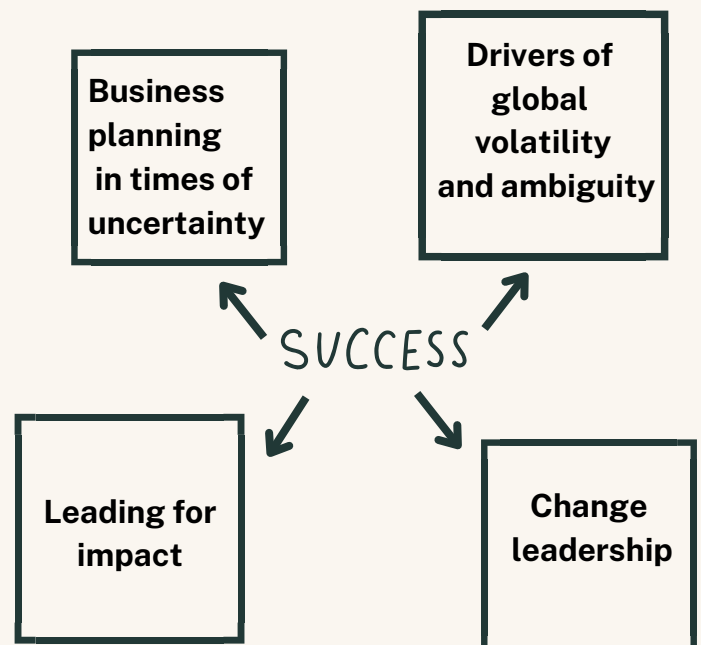 Business
planning
in times of
uncertainty
Drivers of
global
volatility
and ambiguity
SUCCESS
Leading for
impact
Change
leadership